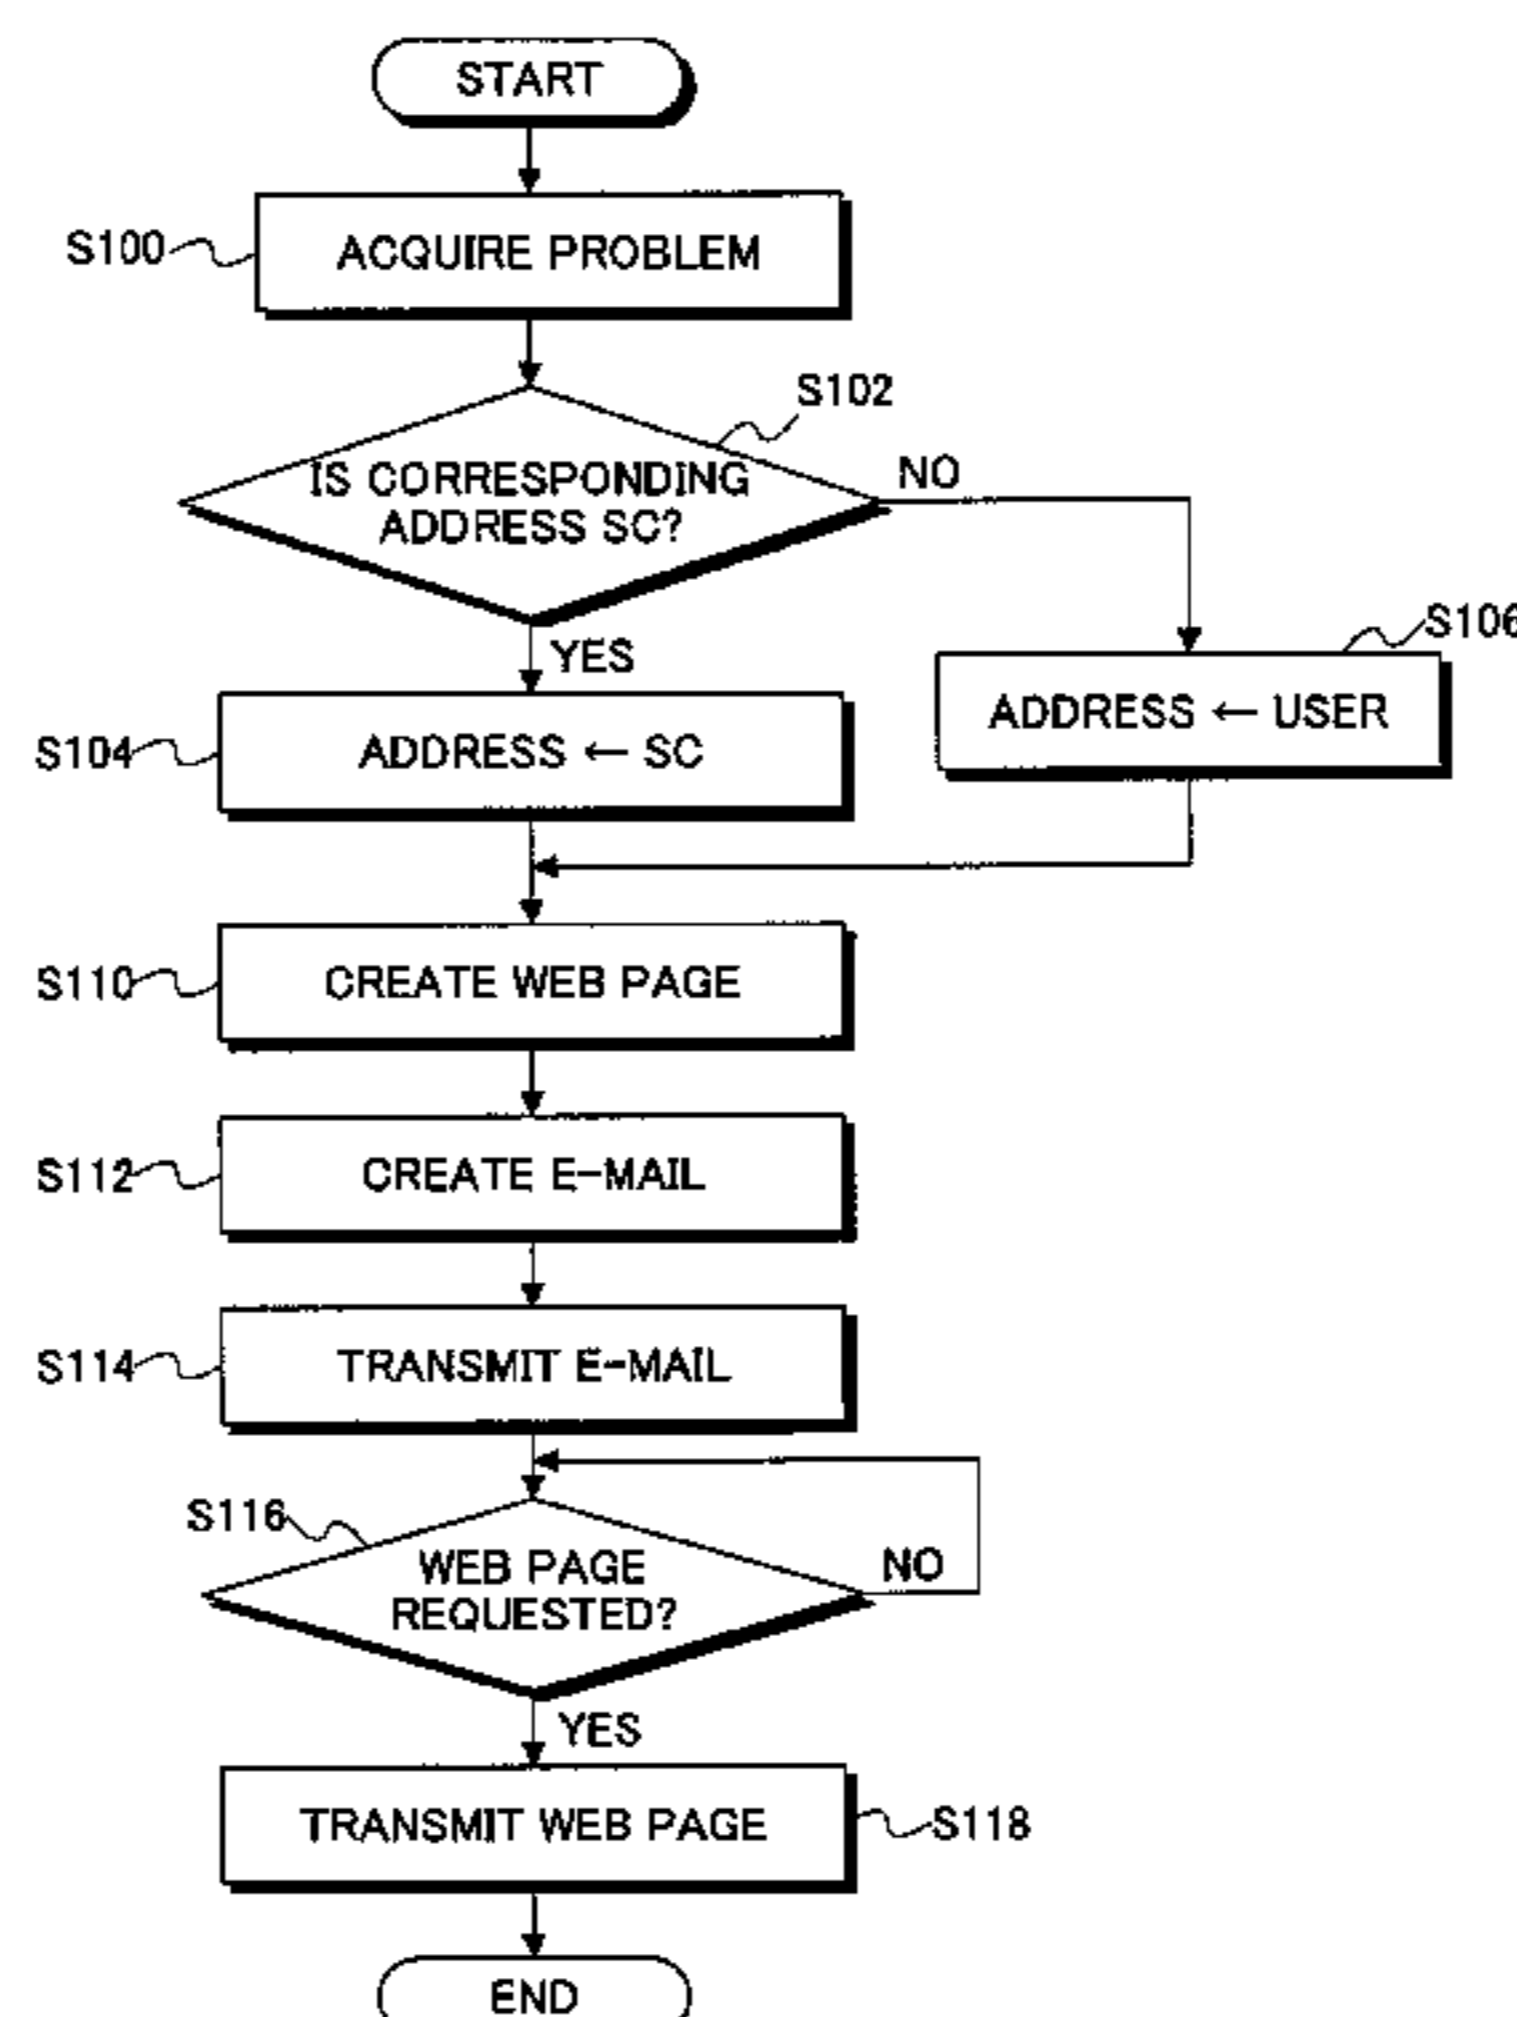 START
S100
ACQUIRE PROBLEM
S102
IS CORRESPONDING
ADDRESS SC?
NO
YES
S106
ADDRESS ← USER
S104
ADDRESS ← SC
S110
CREATE WEB PAGE
S112
CREATE E-MAIL
S114
TRANSMIT E-MAIL
S116
WEB PAGE
REQUESTED?
NO
YES
TRANSMIT WEB PAGE
S118
END